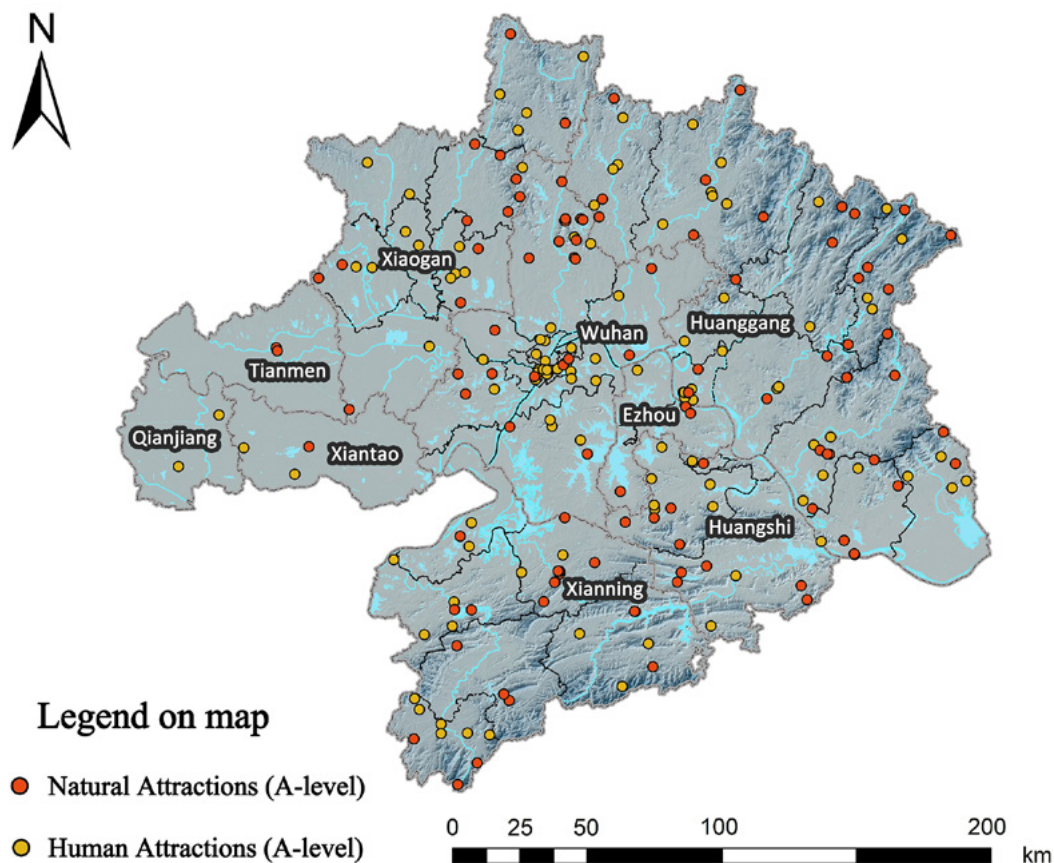 N
Xiaogan
Wuhan
Huanggang
Tianmen
Ezhou
Qianjiang
Xiantao
Huangshi
Xianning
Legend on map
Natural Attractions (A-level)
Human Attractions (A-level)
0 25 50 100 200
km